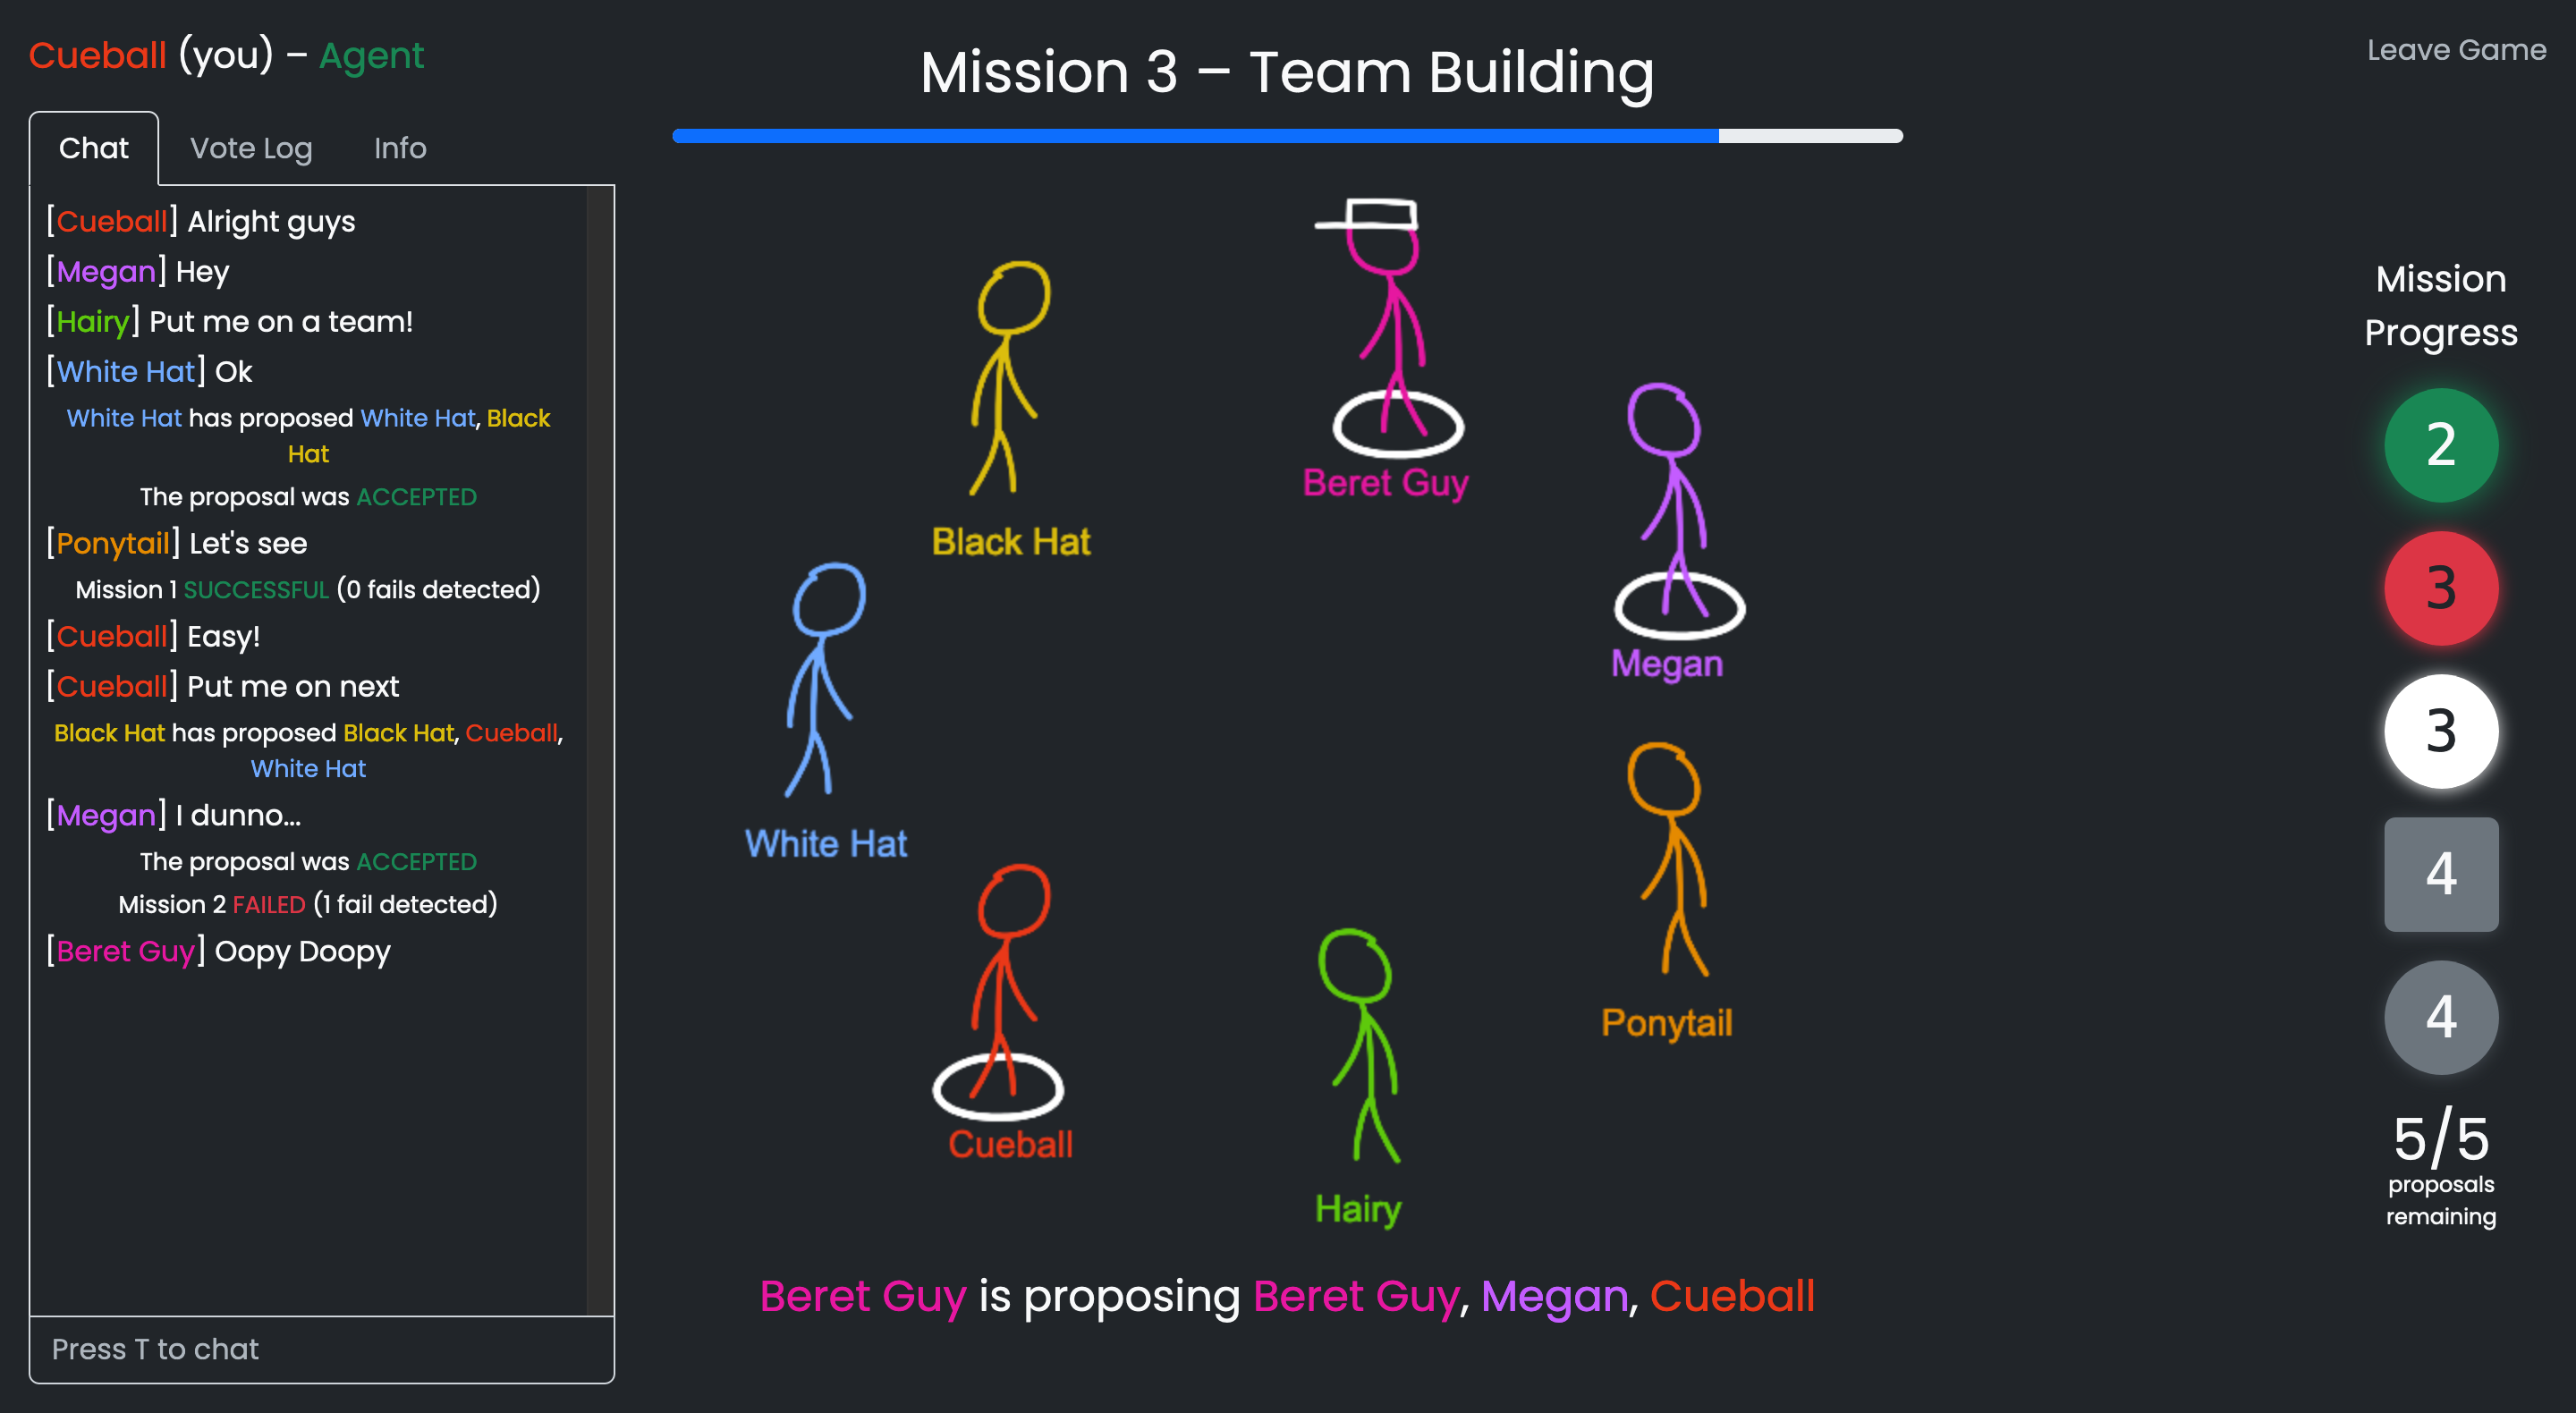 Cueball (you) – Agent
Leave Game
Mission 3 – Team Building
Chat
Vote Log
Info
[Cueball] Alright guys
[Megan] Hey
[Hairy] Put me on a team!
[White Hat] Ok
White Hat has proposed White Hat, Black
Hat
The proposal was ACCEPTED
[Ponytail] Let's see
Mission 1 SUCCESSFUL (0 fails detected)
[Cueball] Easy!
[Cueball] Put me on next
Black Hat has proposed Black Hat, Cueball,
White Hat
[Megan] I dunno...
The proposal was ACCEPTED
Mission 2 FAILED (1 fail detected)
[Beret Guy] Oopy Doopy
Press T to chat
Beret Guy
Black Hat
Megan
White Hat
Ponytail
Cueball
Hairy
Beret Guy is proposing Beret Guy, Megan, Cueball
Mission
Progress
2
3
3
4
4
5/5
proposals
remaining